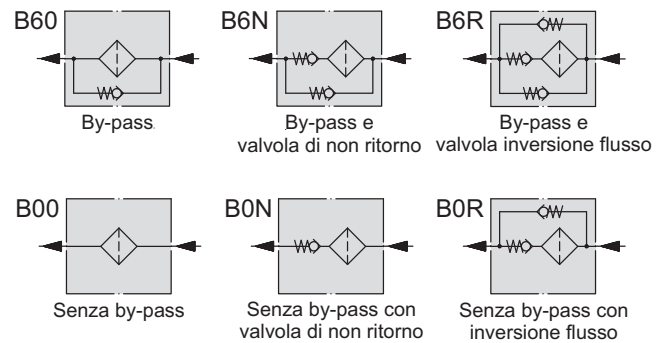 B60
By-pass
B6N
By-pass e
valvola di non ritorno
B6R
By-pass e
valvola inversione flusso
B00
Senza by-pass
B0N
Senza by-pass con
valvola di non ritorno
B0R
Senza by-pass con
inversione flusso